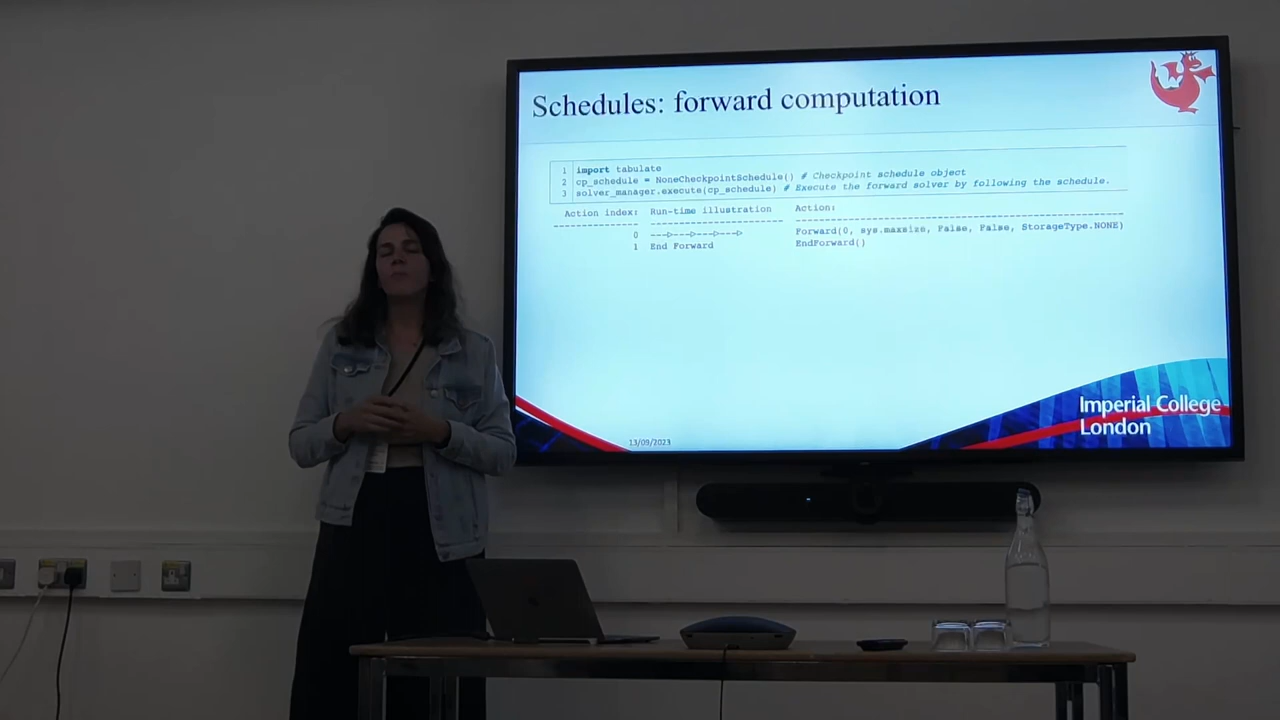 Schedules: forward computation
1 import tabulate
2 cp_schedule = NoneCheckpointSchedule() # Checkpoint schedule object
3 solver_manager.execute(cp_schedule) # Execute the forward solver by following the schedule.
Action index: Run-time illustration Action:
0 --->--->--->---> Forward(0, sys.maxsize, False, False, StorageType.NONE)
1 End Forward EndForward()
Imperial College
London
13/09/2023